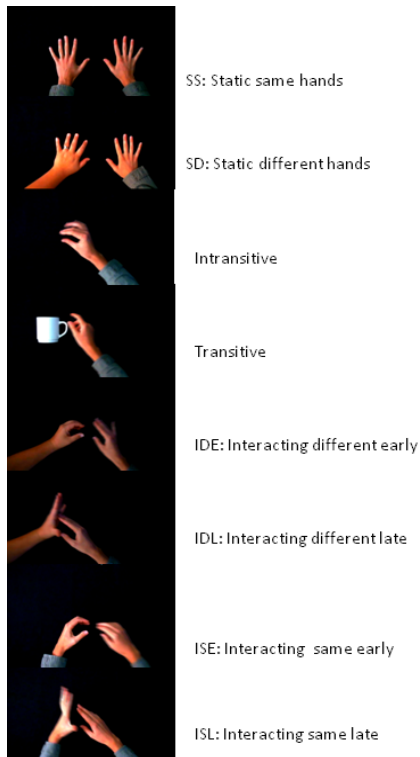 SS: Static same hands
SD: Static different hands
Intransitive
Transitive
IDE: Interacting different early
IDL: Interacting different late
ISE: Interacting  same early
ISL: Interacting same late